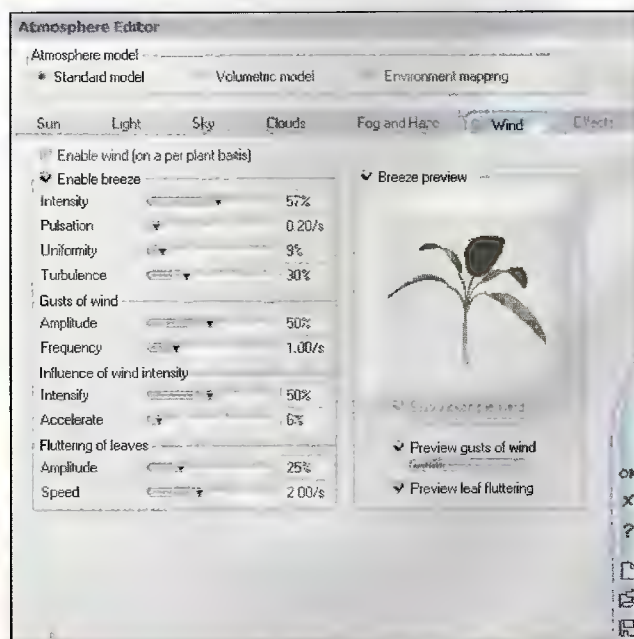 Atmosphere Editor
Atmosphere model
Standard model Volumetric model Environment mapping
Sun Light Sky Clouds Fog and Haze Wind Effects
Enable wind (on a per plant basis)
Enable breeze
Intensity 57%
Pulsation 0.20/s
Uniformity 9%
Turbulence 30%
Gusts of wind
Amplitude 50%
Frequency 1.00/s
Influence of wind intensity
Intensify 50%
Accelerate 6%
Fluttering of leaves
Amplitude 25%
Speed 2.00/s
Breeze preview
Preview gusts of wind
Preview leaf fluttering
OK
X
?